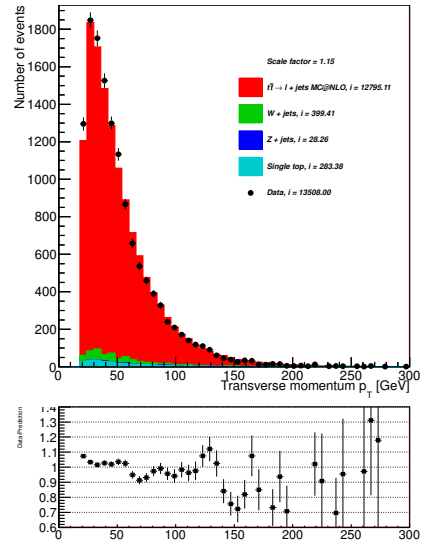 Number of events
1800
1600
1400
1200
1000
800
600
400
200
0
Scale factor = 1.15
tt̄ → l + jets MC@NLO, i = 12795.11
W + jets, i = 399.41
Z + jets, i = 28.26
Single top, i = 283.38
Data, i = 13508.00
0 50 100 150 200 250 300
Transverse momentum p_T [GeV]
Data/Prediction
1.4
1.3
1.2
1.1
1
0.9
0.8
0.7
0.6
0 50 100 150 200 250 300